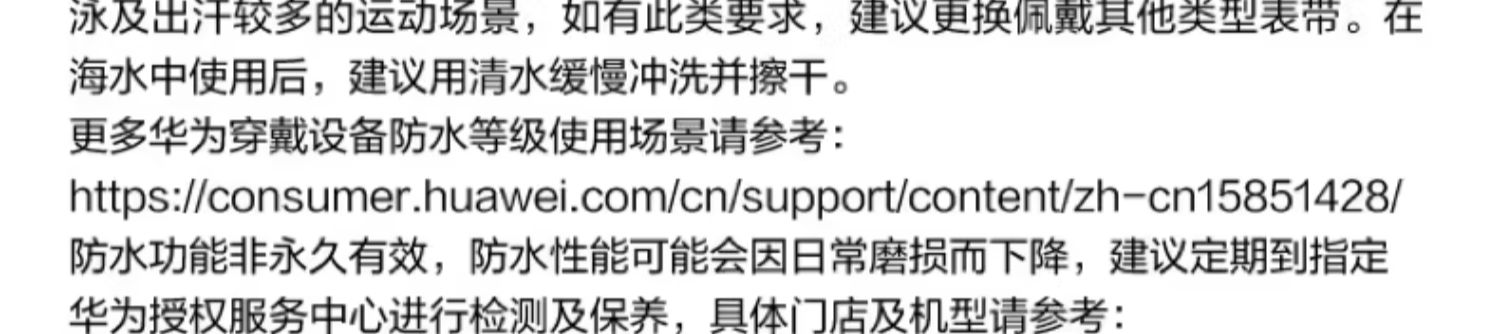 泳及出汗较多的运动场景，如有此类要求，建议更换佩戴其他类型表带。在
海水中使用后，建议用清水缓慢冲洗并擦干。
更多华为穿戴设备防水等级使用场景请参考：
https://consumer.huawei.com/cn/support/content/zh-cn15851428/
防水功能非永久有效，防水性能可能会因日常磨损而下降，建议定期到指定
华为授权服务中心进行检测及保养，具体门店及机型请参考：